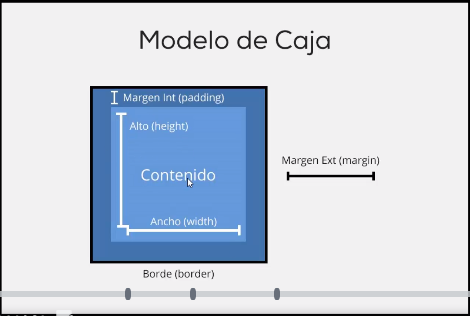 Modelo de Caja
Margen Int (padding)
Alto (height)
Contenido
Margen Ext (margin)
Ancho (width)
Borde (border)